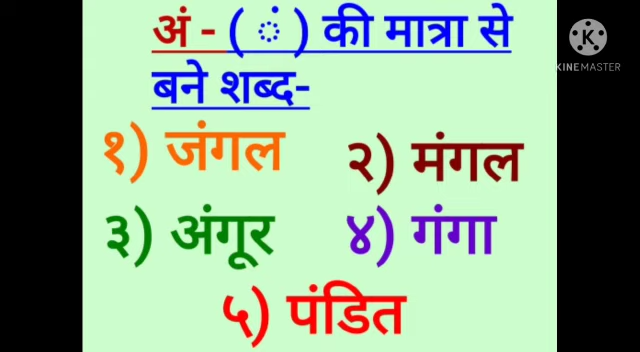 अं - ( ं ) की मात्रा से
बने शब्द-
१) जंगल २) मंगल
३) अंगूर ४) गंगा
५) पंडित
K
KINEMASTER